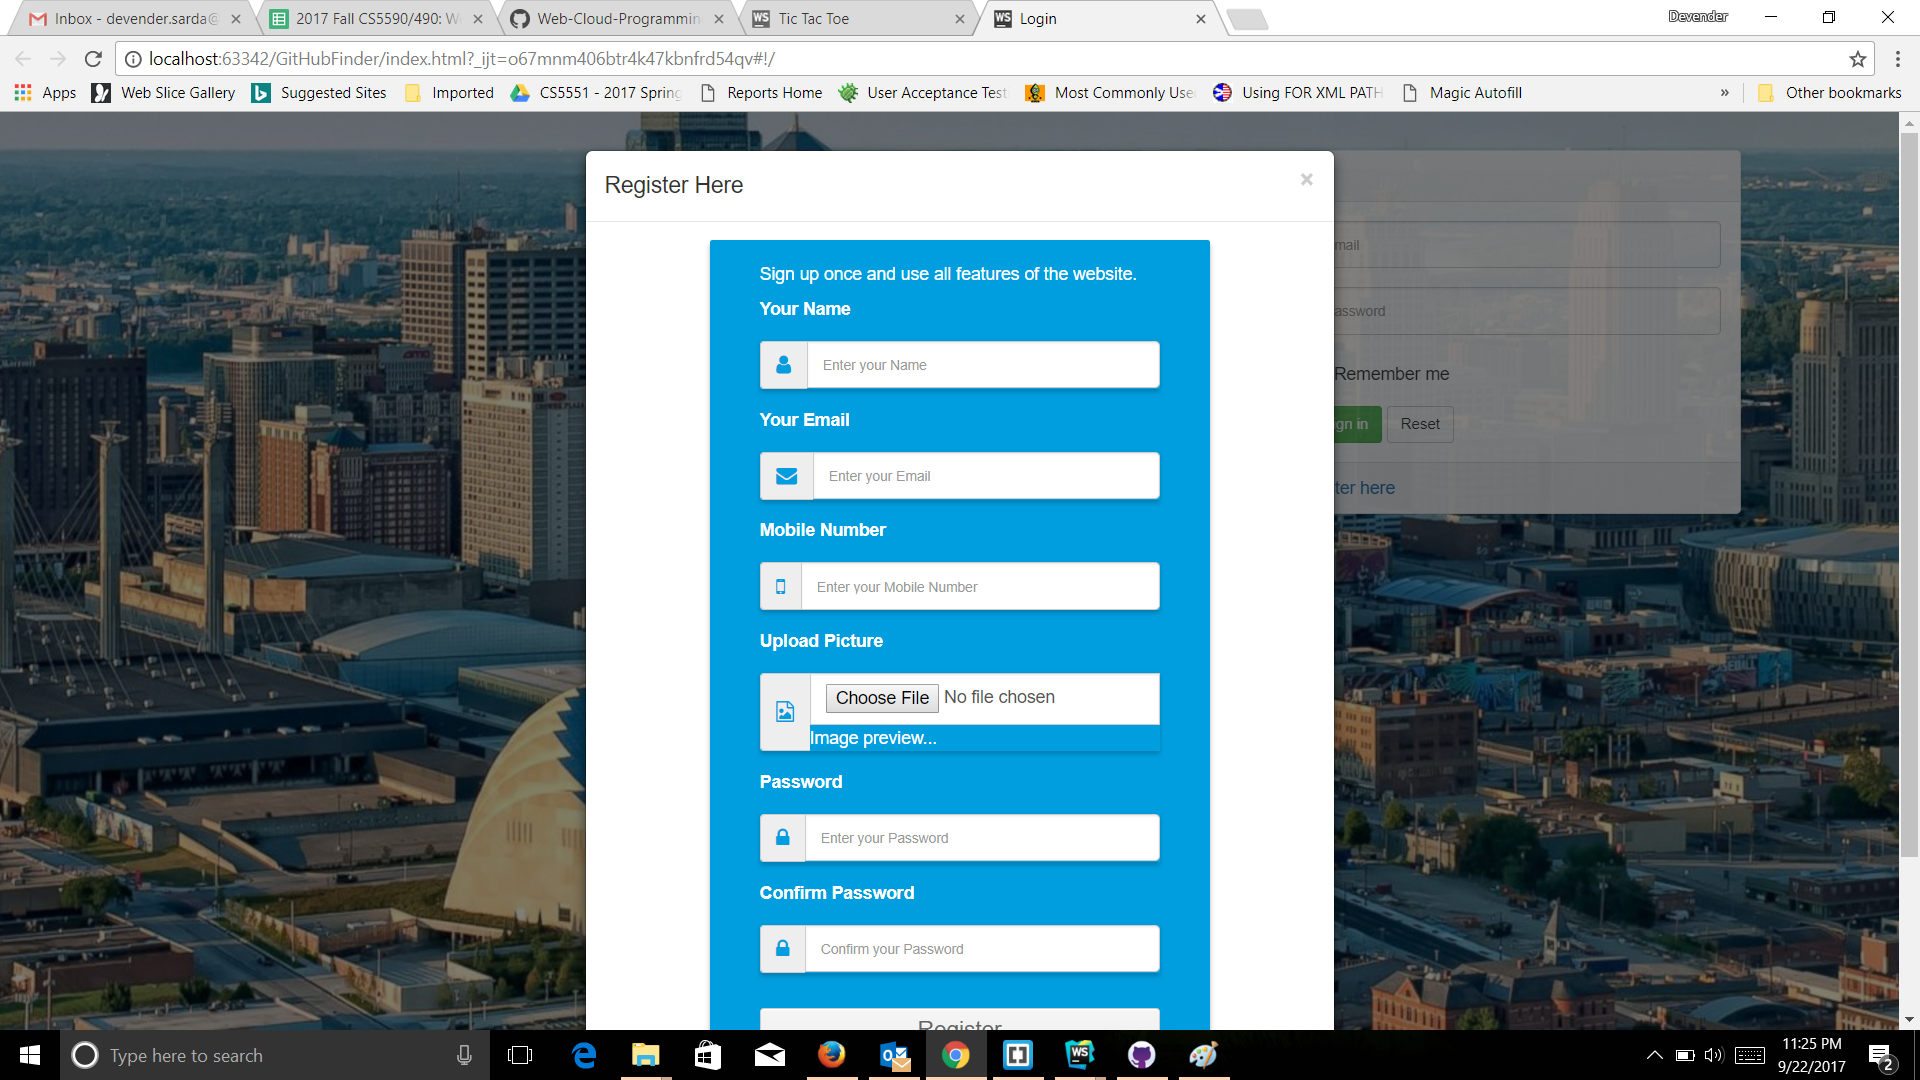 Inbox - devender.sarda@
2017 Fall CS5590/490: W
Web-Cloud-Programmin
Tic Tac Toe
Login
Devender
localhost:63342/GitHubFinder/index.html?_ijt=o67mnm406btr4k47kbnfrd54qv#!/
Apps
Web Slice Gallery
Suggested Sites
Imported
CS5551 - 2017 Spring
Reports Home
User Acceptance Test
Most Commonly Use
Using FOR XML PATH
Magic Autofill
»
Other bookmarks
Register Here
×
Sign up once and use all features of the website.
Your Name
Enter your Name
Your Email
Enter your Email
Mobile Number
Enter your Mobile Number
Upload Picture
Choose File No file chosen
Image preview...
Password
Enter your Password
Confirm Password
Confirm your Password
Register
mail
assword
Remember me
gn in
Reset
ter here
Type here to search
11:25 PM
9/22/2017
2